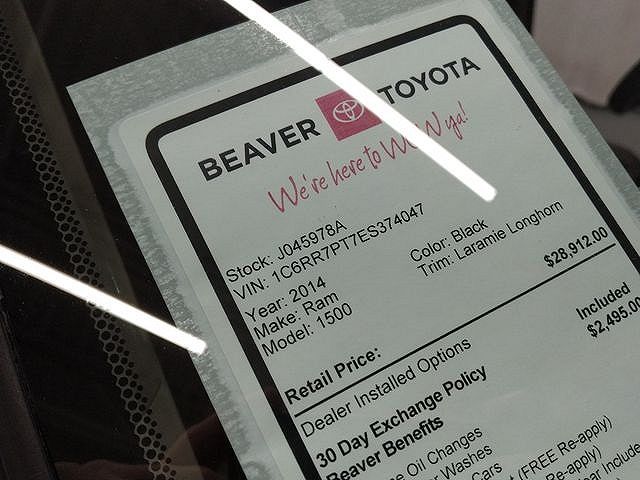 BEAVER TOYOTA
We're here to WOW ya!
Stock: J045978A
VIN: 1C6RR7PT7ES374047
Year: 2014 Color: Black
Make: Ram Trim: Laramie Longhorn
Model: 1500
Retail Price: $28,912.00
Dealer Installed Options
30 Day Exchange Policy Included
Beaver Benefits $2,495.00
Oil Changes
Washes
Cars
(FREE Re-apply)
Re-apply)